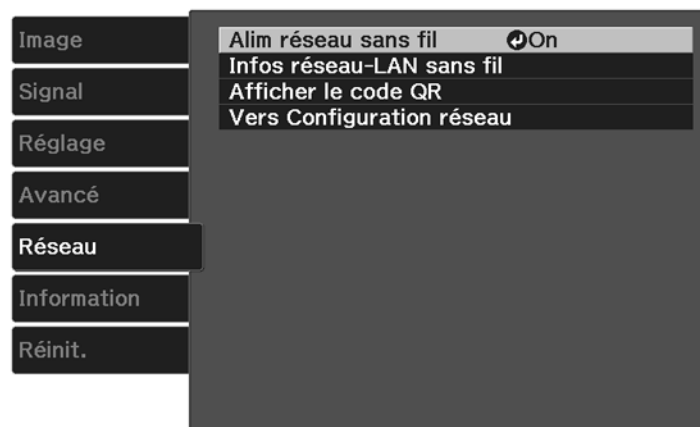 Image
Signal
Réglage
Avancé
Réseau
Information
Réinit.
Alim réseau sans fil On
Infos réseau-LAN sans fil
Afficher le code QR
Vers Configuration réseau